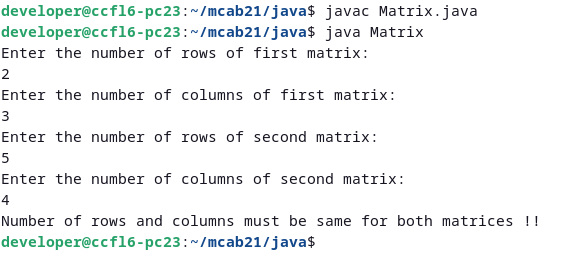 developer@ccfl6-pc23:~/mcab21/java$ javac Matrix.java
developer@ccfl6-pc23:~/mcab21/java$ java Matrix
Enter the number of rows of first matrix:
2
Enter the number of columns of first matrix:
3
Enter the number of rows of second matrix:
5
Enter the number of columns of second matrix:
4
Number of rows and columns must be same for both matrices !!
developer@ccfl6-pc23:~/mcab21/java$